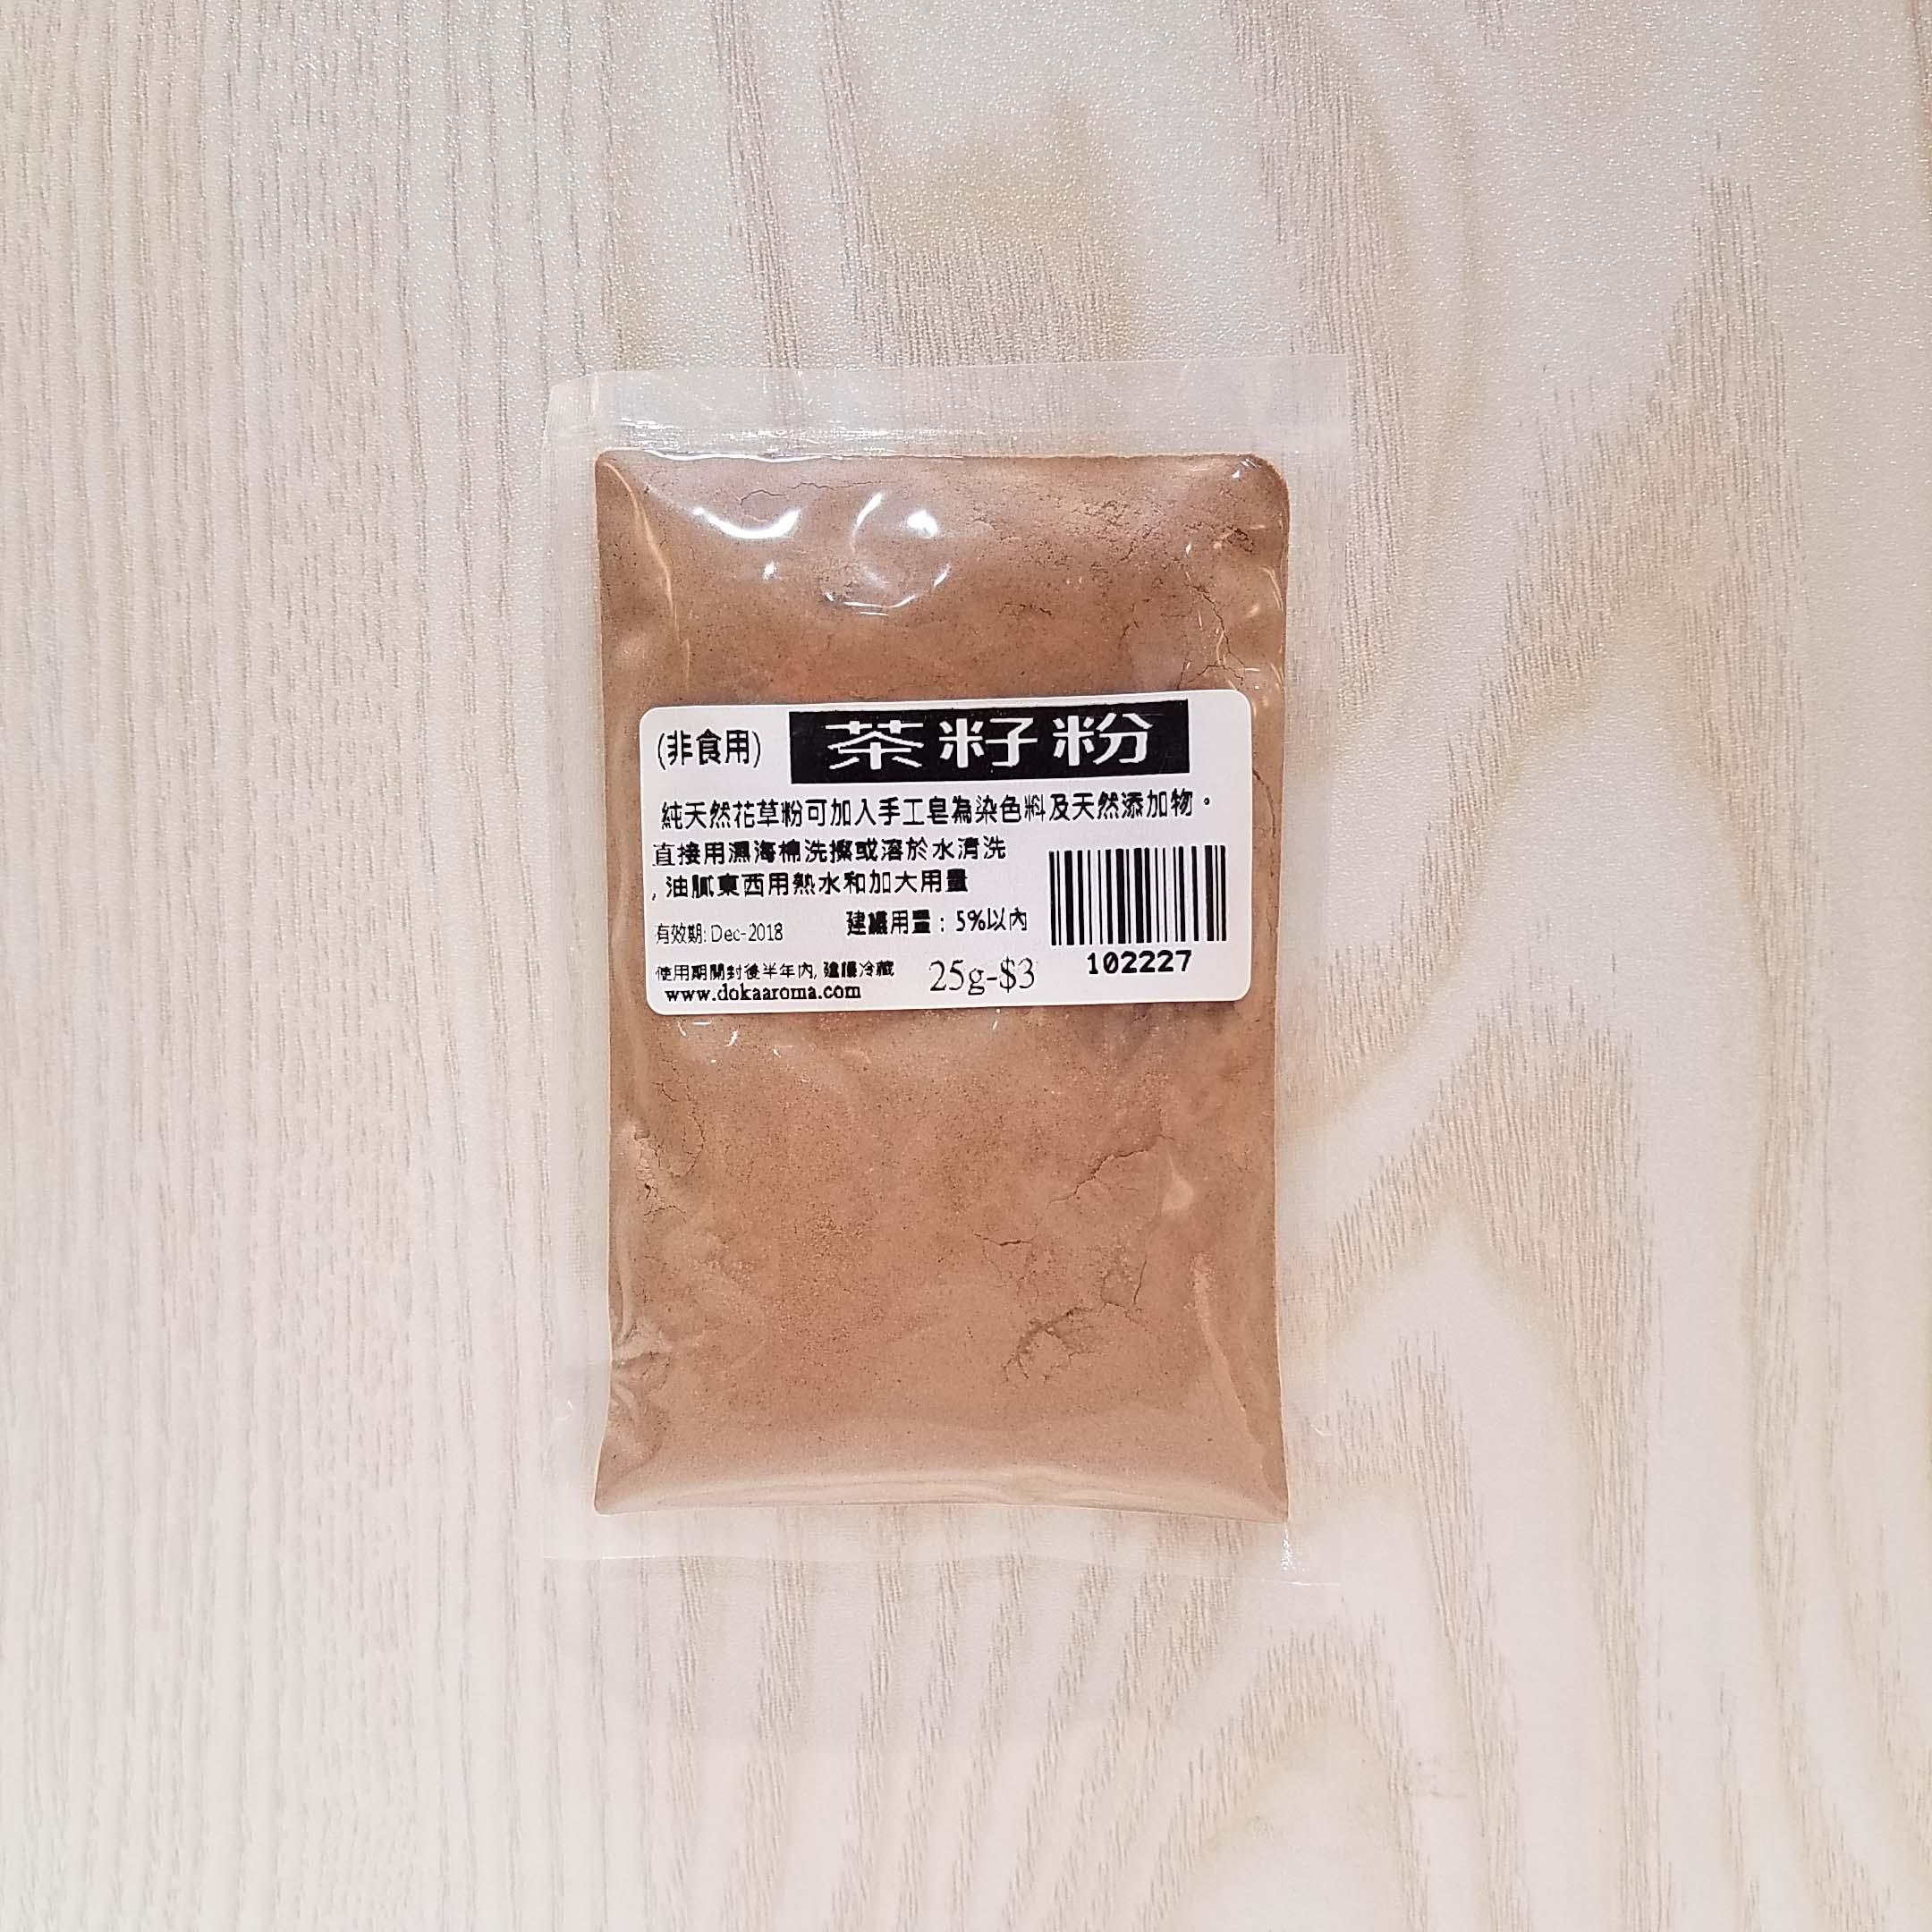 (非食用) 茶籽粉
純天然花草粉可加入手工皂為染色料及天然添加物。
直接用濕海棉洗擦或溶於水清洗
,油膩東西用熱水和加大用量
有效期: Dec-2018 建議用量：5%以內
使用期開封後半年內, 建議冷藏
www.dokaaroma.com 25g-$3 102227